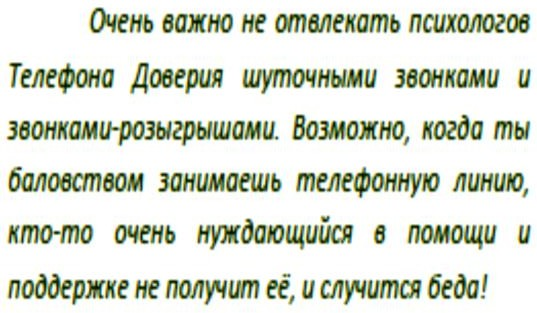 Очень важно не отвлекать психологов
Телефона Доверия шуточными звонками и
звонками-розыгрышами. Возможно, когда ты
баловством занимаешь телефонную линию,
кто-то очень нуждающийся в помощи и
поддержке не получит её, и случится беда!